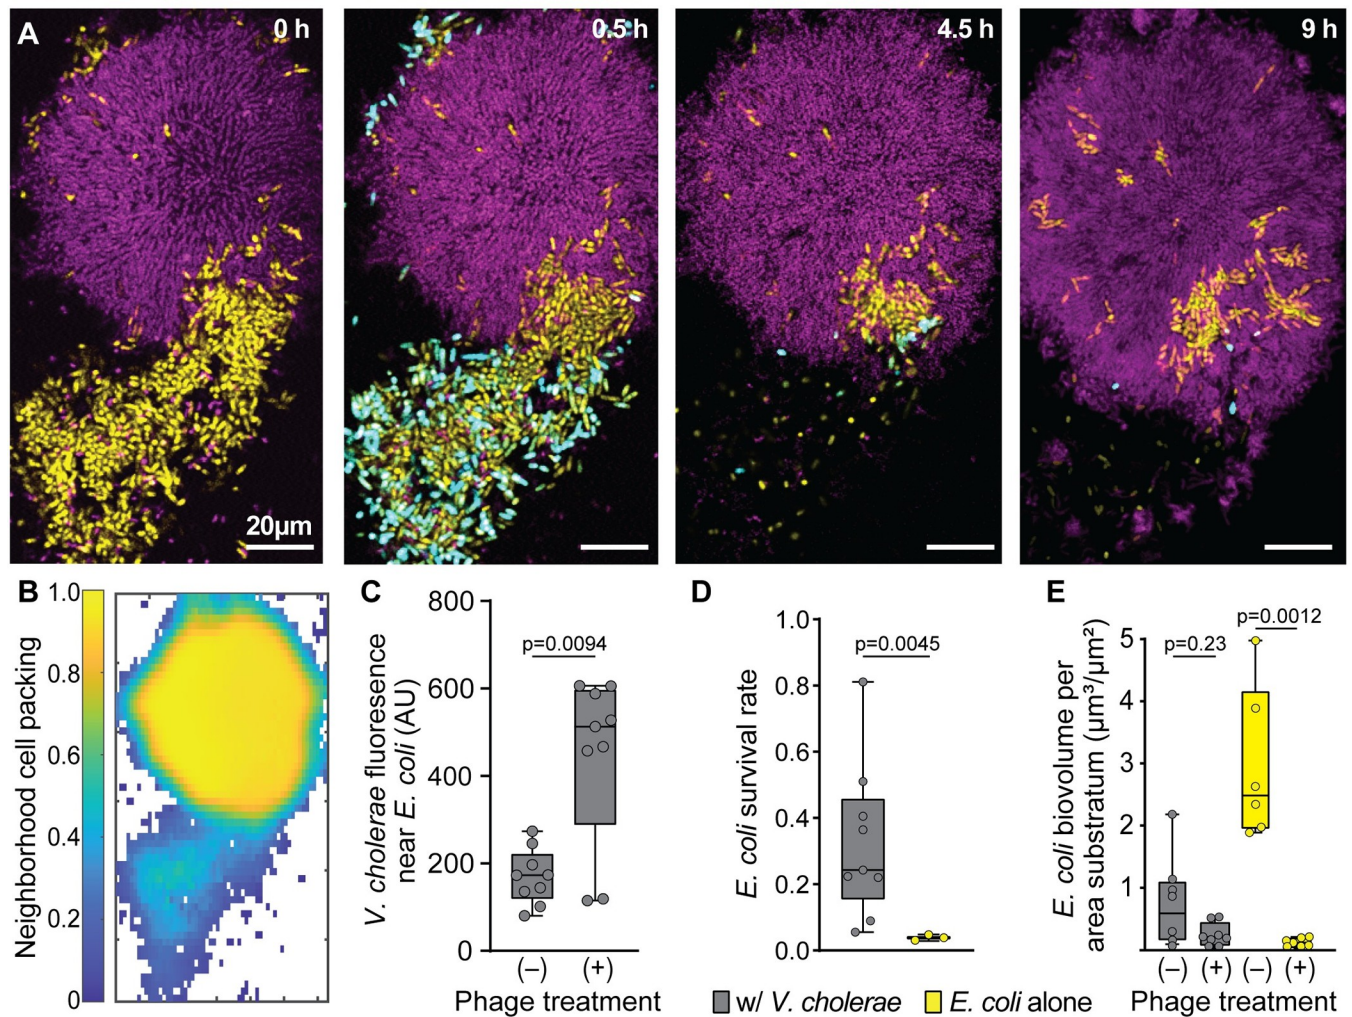 A
0 h
0.5 h
4.5 h
9 h
20µm
B
Neighborhood cell packing
1.0
0.8
0.6
0.4
0.2
0
C
V. cholerae fluorescence
near E. coli (AU)
800
600
400
200
0
p=0.0094
(–) (+)
Phage treatment
D
E. coli survival rate
1.0
0.8
0.6
0.4
0.2
0.0
p=0.0045
w/ V. cholerae
E. coli alone
E
E. coli biovolume per
area substratum (µm³/µm²)
5
4
3
2
1
p=0.23
p=0.0012
(–) (+) (–) (+)
Phage treatment